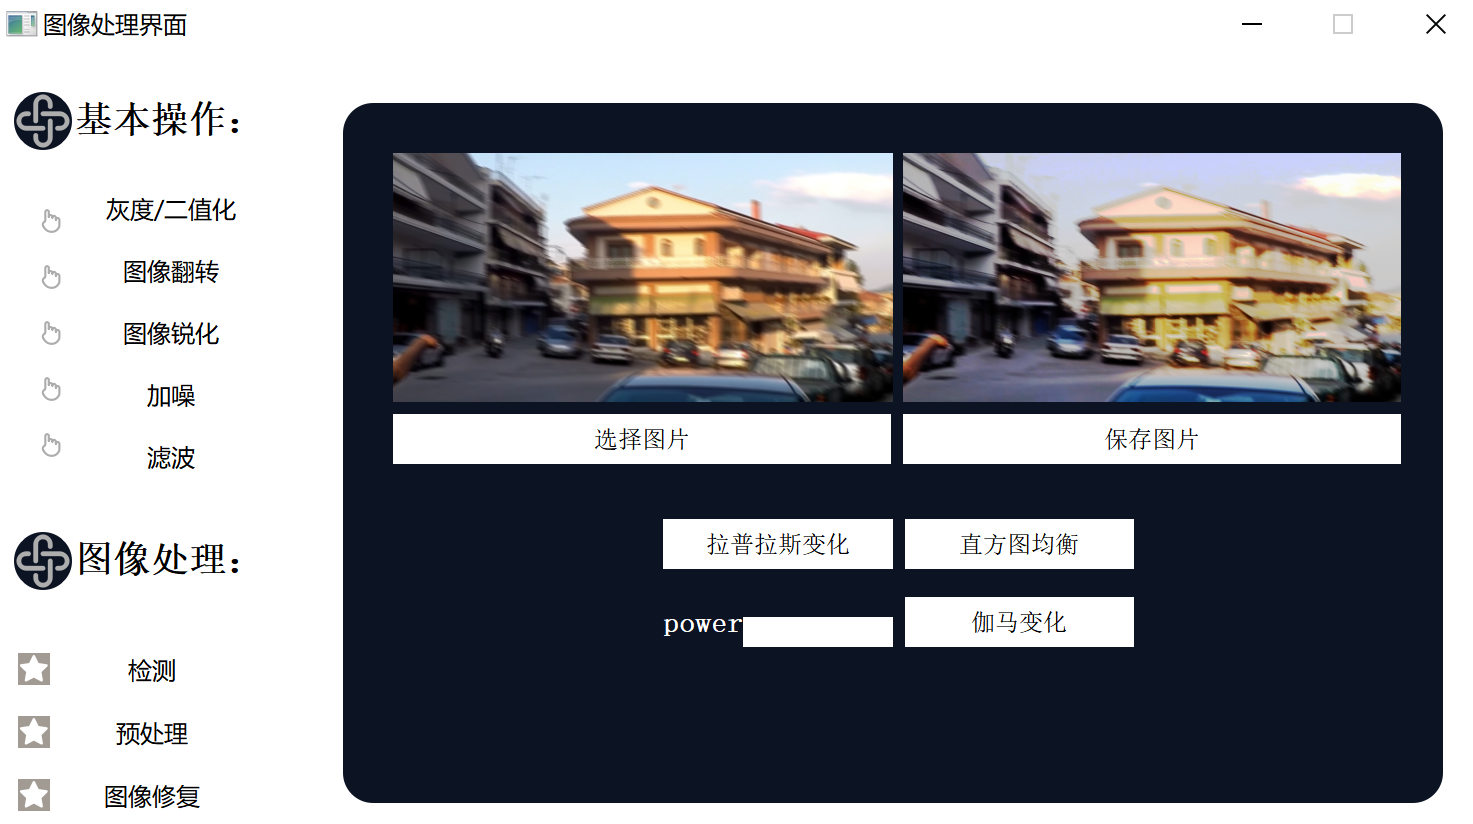 图像处理界面
基本操作：
灰度/二值化
图像翻转
图像锐化
加噪
滤波
图像处理：
检测
预处理
图像修复
选择图片
保存图片
拉普拉斯变化
直方图均衡
power
伽马变化